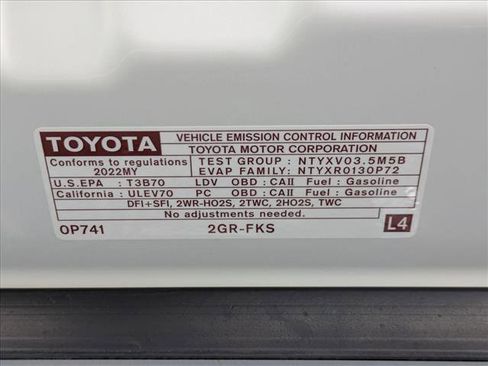 TOYOTA VEHICLE EMISSION CONTROL INFORMATION
TOYOTA MOTOR CORPORATION
Conforms to regulations TEST GROUP : NTYXV03.5M5B
2022MY EVAP FAMILY: NTYXR0130P72
U.S.EPA : T3B70 LDV OBD : CAII Fuel : Gasoline
California : ULEV70 PC OBD : CAII Fuel : Gasoline
DFI+SFI, 2WR-HO2S, 2TWC, 2HO2S, TWC
No adjustments needed.
0P741 2GR-FKS L4